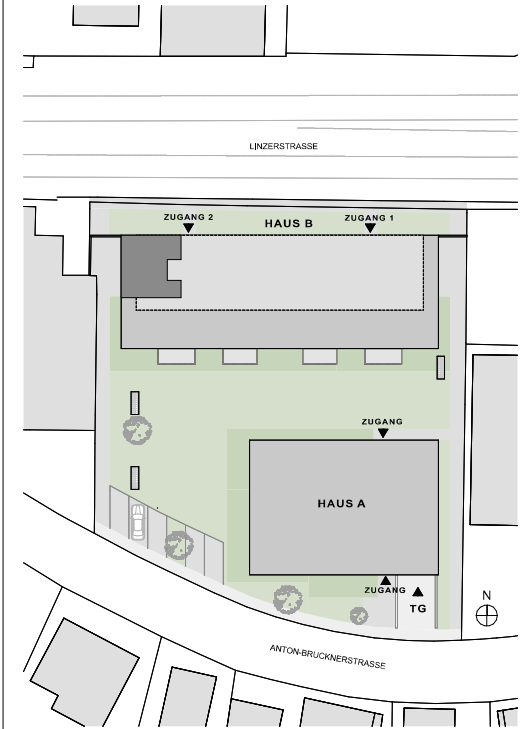 LINZERSTRASSE
ZUGANG 2
HAUS B
ZUGANG 1
ZUGANG
HAUS A
ZUGANG
TG
N
ANTON-BRUCKNERSTRASSE